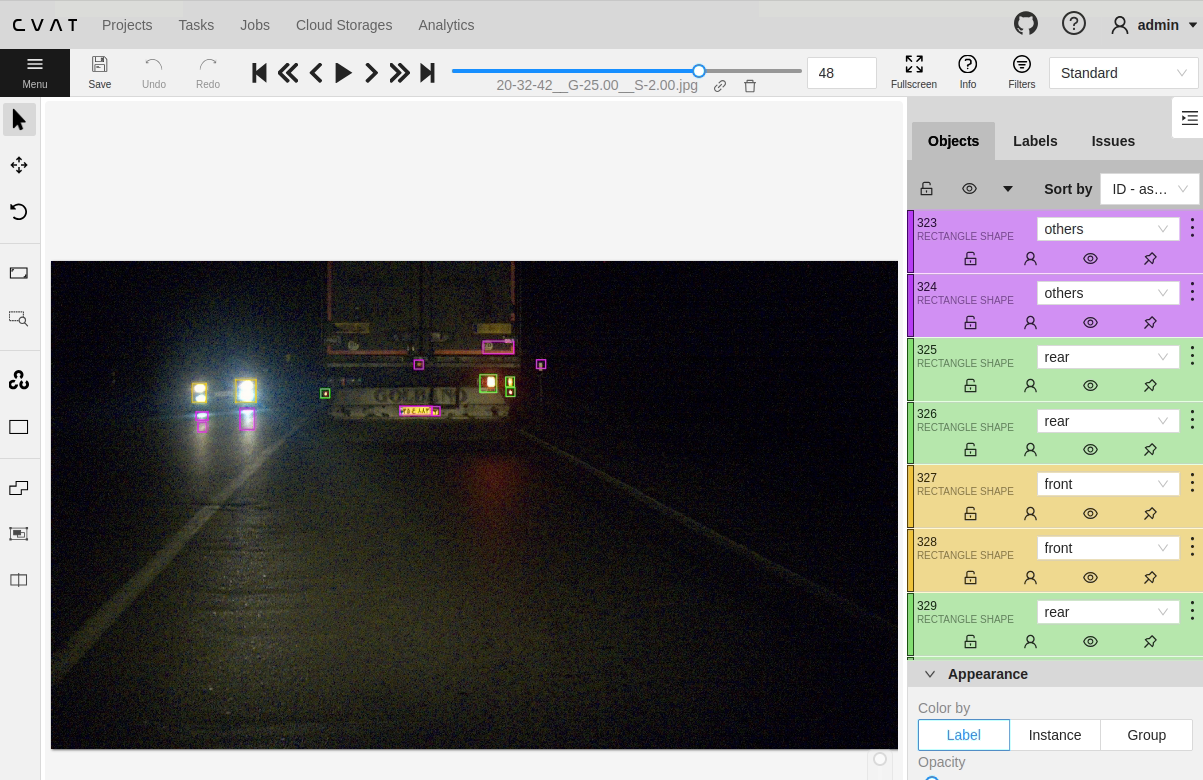 CVAT Projects Tasks Jobs Cloud Storages Analytics admin
Menu Save Undo Redo 48 Fullscreen Info Filters Standard
20-32-42__G-25.00__S-2.00.jpg
Objects Labels Issues
Sort by ID - as...
323 others
RECTANGLE SHAPE
324 others
RECTANGLE SHAPE
325 rear
RECTANGLE SHAPE
326 rear
RECTANGLE SHAPE
327 front
RECTANGLE SHAPE
328 front
RECTANGLE SHAPE
329 rear
RECTANGLE SHAPE
Appearance
Color by
Label Instance Group
Opacity